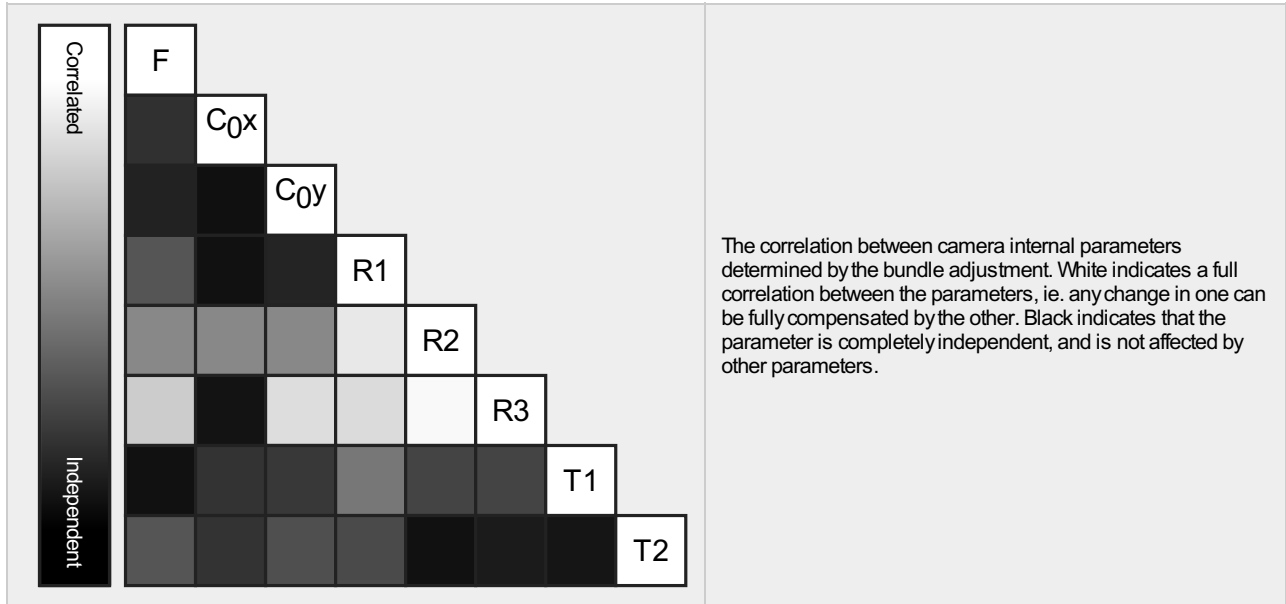 Correlated
Independent
F
C0x
C0y
R1
R2
R3
T1
T2
The correlation between camera internal parameters
determined by the bundle adjustment. White indicates a full
correlation between the parameters, ie. any change in one can
be fully compensated by the other. Black indicates that the
parameter is completely independent, and is not affected by
other parameters.